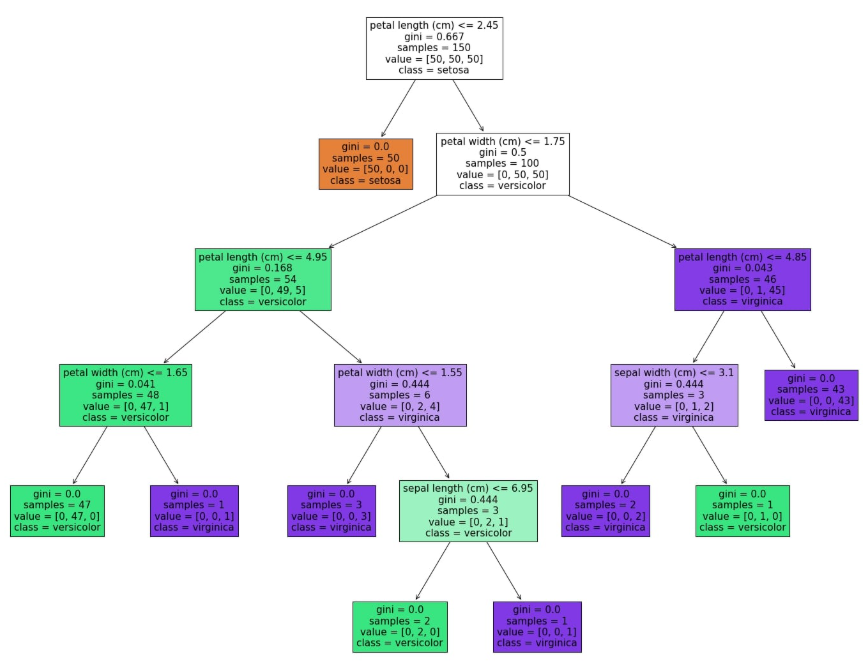 petal length (cm) <= 2.45
gini = 0.667
samples = 150
value = [50, 50, 50]
class = setosa
gini = 0.0
samples = 50
value = [50, 0, 0]
class = setosa
petal width (cm) <= 1.75
gini = 0.5
samples = 100
value = [0, 50, 50]
class = versicolor
petal length (cm) <= 4.95
gini = 0.168
samples = 54
value = [0, 49, 5]
class = versicolor
petal length (cm) <= 4.85
gini = 0.043
samples = 46
value = [0, 1, 45]
class = virginica
petal width (cm) <= 1.65
gini = 0.041
samples = 48
value = [0, 47, 1]
class = versicolor
petal width (cm) <= 1.55
gini = 0.444
samples = 6
value = [0, 2, 4]
class = virginica
sepal width (cm) <= 3.1
gini = 0.444
samples = 3
value = [0, 1, 2]
class = virginica
gini = 0.0
samples = 43
value = [0, 0, 43]
class = virginica
gini = 0.0
samples = 47
value = [0, 47, 0]
class = versicolor
gini = 0.0
samples = 1
value = [0, 0, 1]
class = virginica
gini = 0.0
samples = 3
value = [0, 0, 3]
class = virginica
sepal length (cm) <= 6.95
gini = 0.444
samples = 3
value = [0, 2, 1]
class = versicolor
gini = 0.0
samples = 2
value = [0, 0, 2]
class = virginica
gini = 0.0
samples = 1
value = [0, 1, 0]
class = versicolor
gini = 0.0
samples = 2
value = [0, 2, 0]
class = versicolor
gini = 0.0
samples = 1
value = [0, 0, 1]
class = virginica